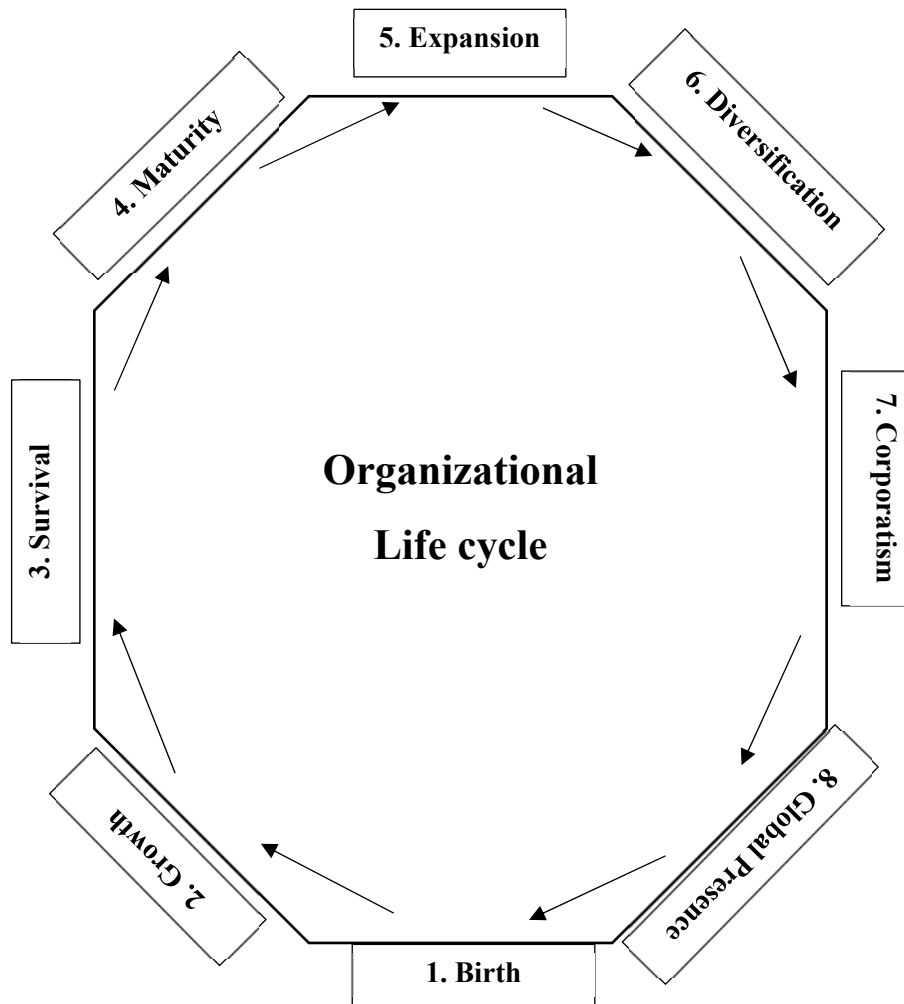 5. Expansion
6. Diversification
4. Maturity
7. Corporatism
Organizational
Life cycle
3. Survival
8. Global Presence
2. Growth
1. Birth